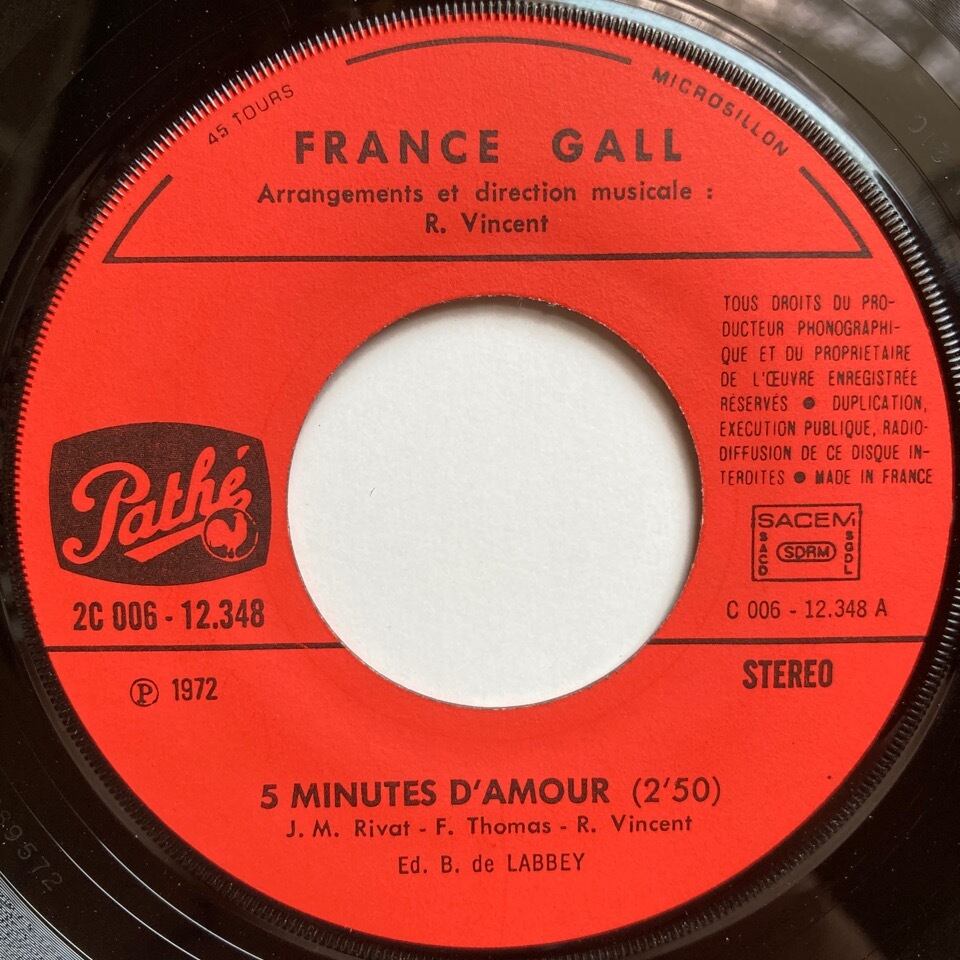 45 TOURS
MICROSILLON
FRANCE GALL
Arrangements et direction musicale :
R. Vincent
TOUS DROITS DU PRO-
DUCTEUR PHONOGRAPHI-
QUE ET DU PROPRIETAIRE
DE L'ŒUVRE ENREGISTRÉE
RÉSERVÉS ● DUPLICATION,
EXECUTION PUBLIQUE, RADIO-
DIFFUSION DE CE DISQUE IN-
TERDITES ● MADE IN FRANCE
Pathé
SACEM
SACD
SDRM
SGDL
2C 006 - 12.348
C 006 - 12.348 A
Ⓟ 1972
STEREO
5 MINUTES D'AMOUR (2'50)
J. M. Rivat - F. Thomas - R. Vincent
Ed. B. de LABBEY